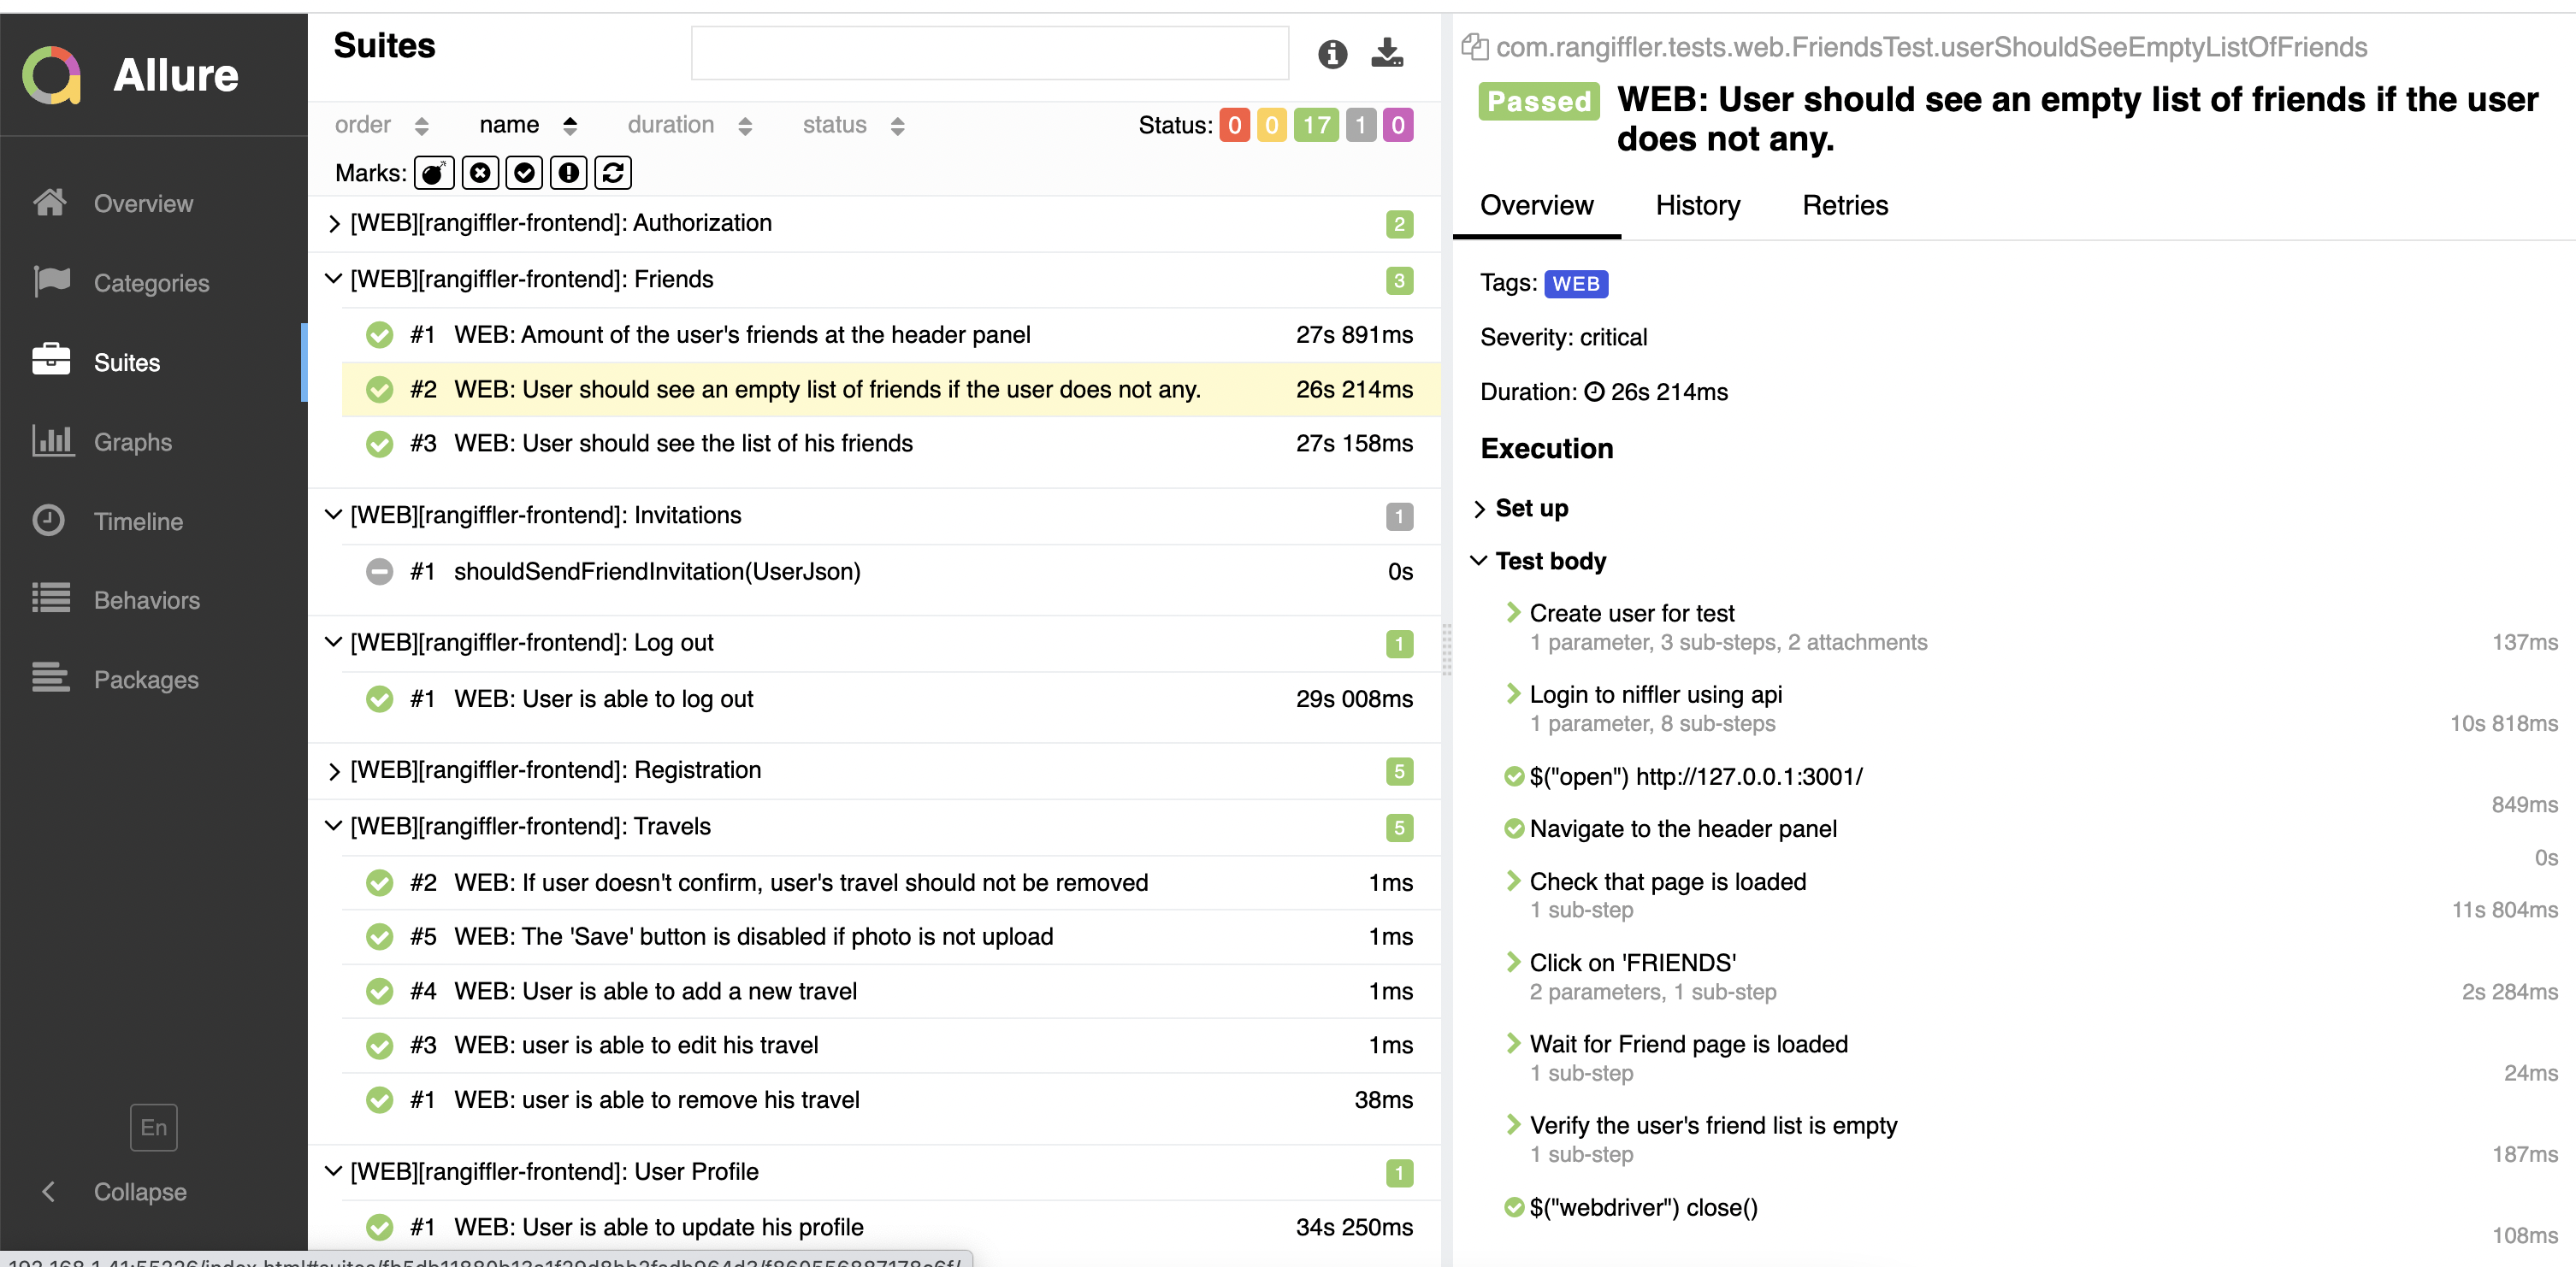 Allure
Overview
Categories
Suites
Graphs
Timeline
Behaviors
Packages
En
Collapse
Suites
order name duration status
Status: 0 0 17 1 0
Marks:
[WEB][rangiffler-frontend]: Authorization 2
[WEB][rangiffler-frontend]: Friends 3
#1 WEB: Amount of the user's friends at the header panel 27s 891ms
#2 WEB: User should see an empty list of friends if the user does not any. 26s 214ms
#3 WEB: User should see the list of his friends 27s 158ms
[WEB][rangiffler-frontend]: Invitations 1
#1 shouldSendFriendInvitation(UserJson) 0s
[WEB][rangiffler-frontend]: Log out 1
#1 WEB: User is able to log out 29s 008ms
[WEB][rangiffler-frontend]: Registration 5
[WEB][rangiffler-frontend]: Travels 5
#2 WEB: If user doesn't confirm, user's travel should not be removed 1ms
#5 WEB: The 'Save' button is disabled if photo is not upload 1ms
#4 WEB: User is able to add a new travel 1ms
#3 WEB: user is able to edit his travel 1ms
#1 WEB: user is able to remove his travel 38ms
[WEB][rangiffler-frontend]: User Profile 1
#1 WEB: User is able to update his profile 34s 250ms
com.rangiffler.tests.web.FriendsTest.userShouldSeeEmptyListOfFriends
Passed WEB: User should see an empty list of friends if the user
does not any.
Overview History Retries
Tags: WEB
Severity: critical
Duration: 26s 214ms
Execution
Set up
Test body
Create user for test
1 parameter, 3 sub-steps, 2 attachments 137ms
Login to niffler using api
1 parameter, 8 sub-steps 10s 818ms
$("open") http://127.0.0.1:3001/
849ms
Navigate to the header panel
0s
Check that page is loaded
1 sub-step 11s 804ms
Click on 'FRIENDS'
2 parameters, 1 sub-step 2s 284ms
Wait for Friend page is loaded
1 sub-step 24ms
Verify the user's friend list is empty
1 sub-step 187ms
$("webdriver") close()
108ms